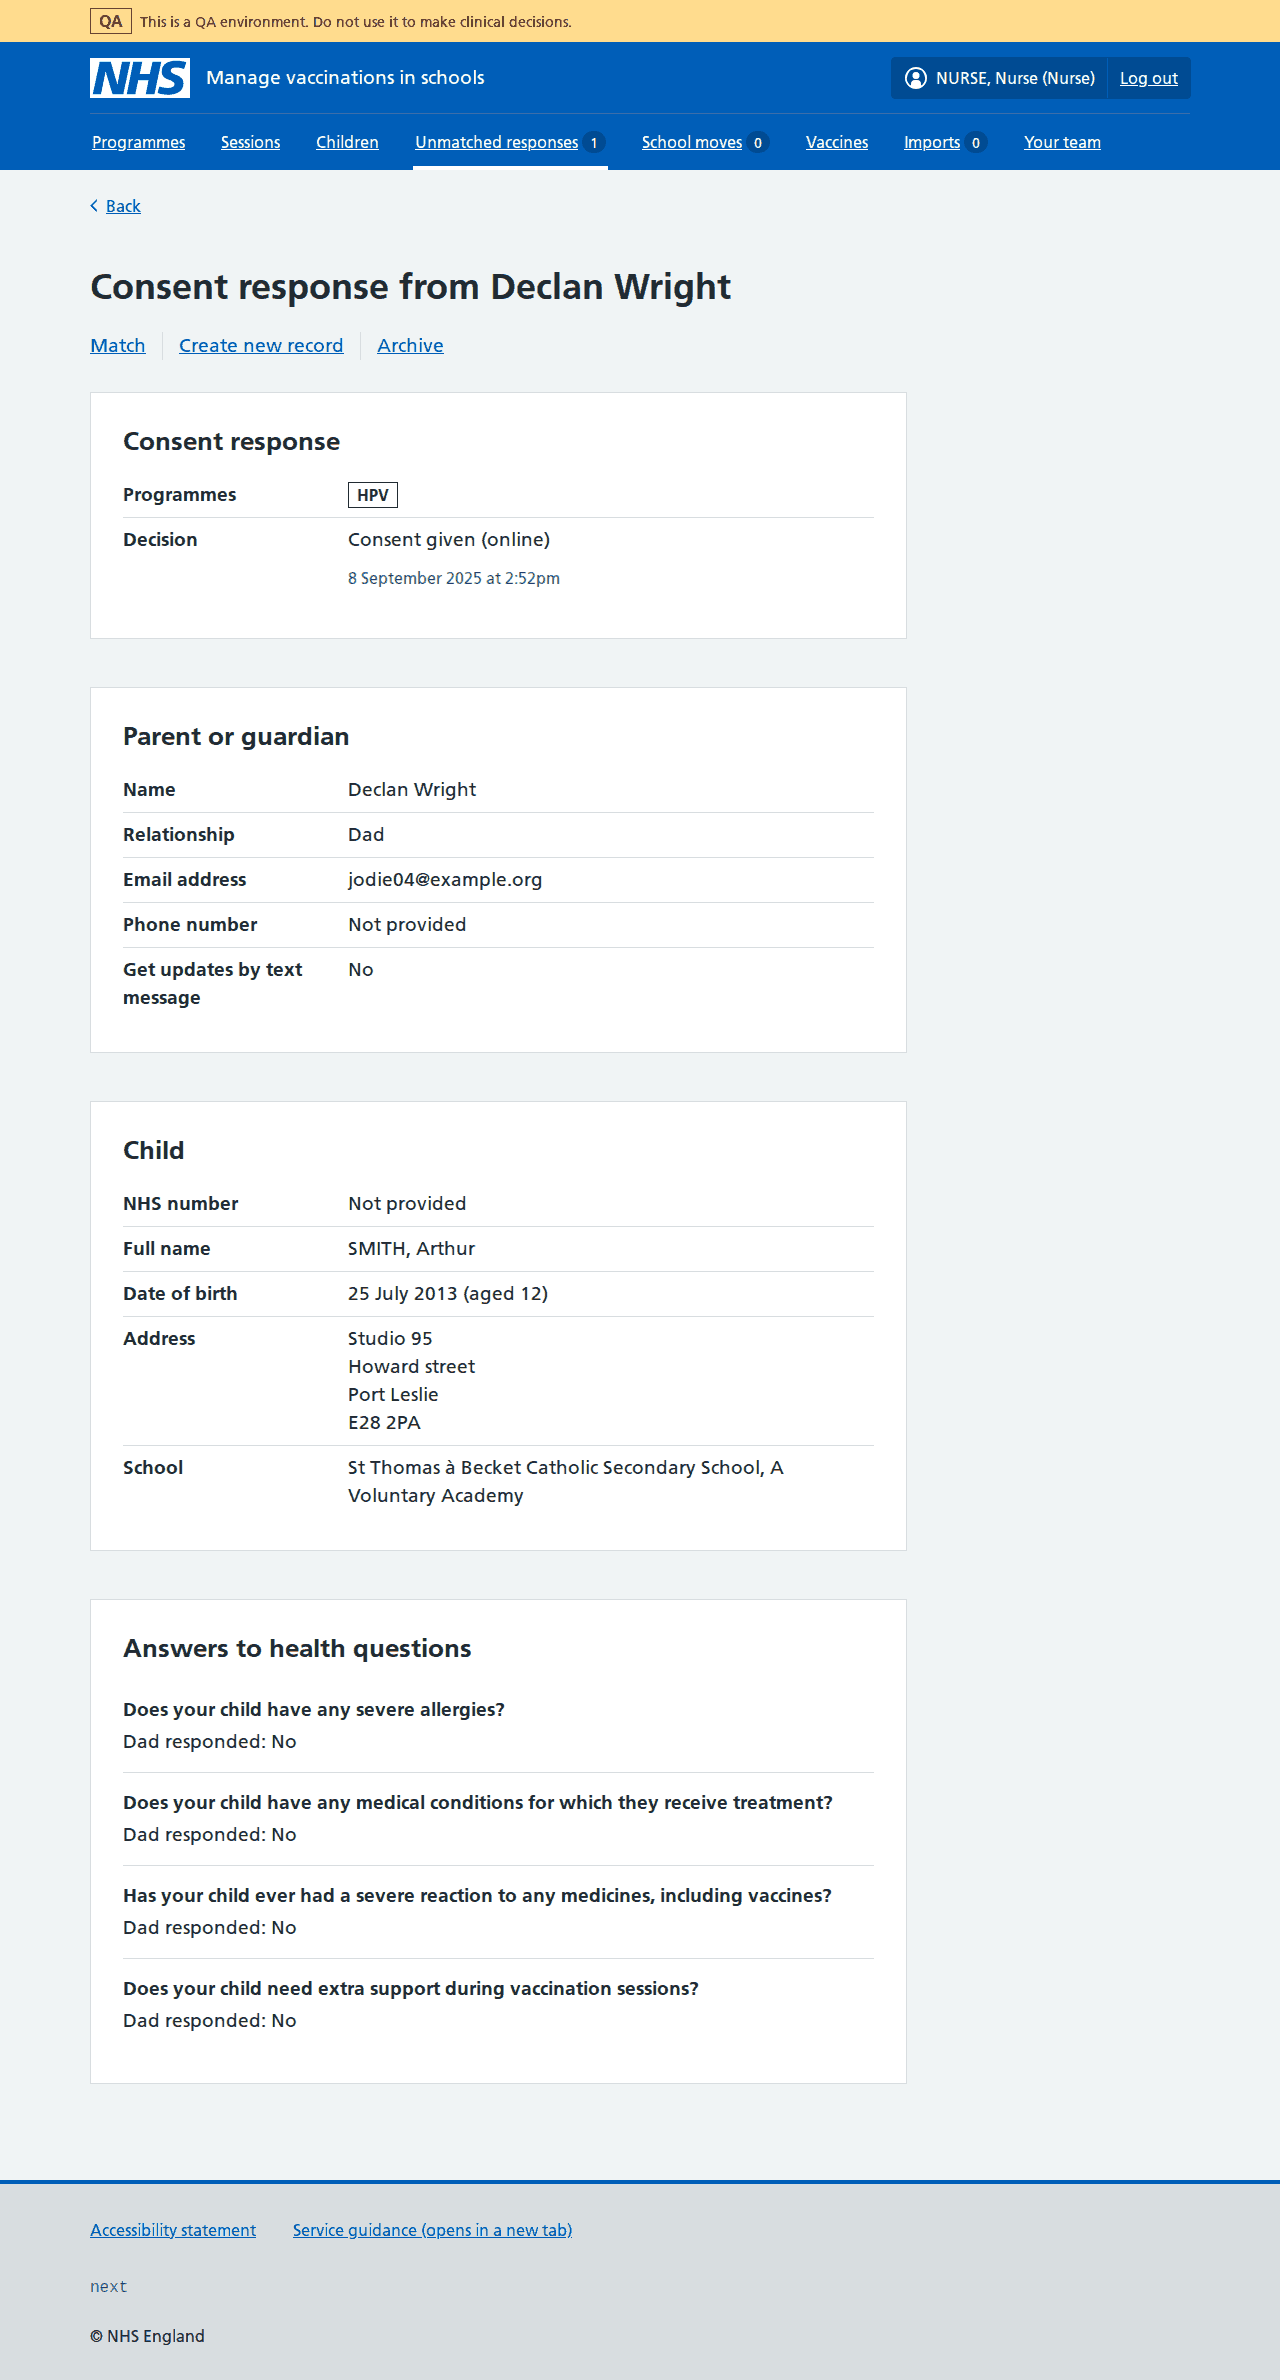 QA This is a QA environment. Do not use it to make clinical decisions.
NHS Manage vaccinations in schools NURSE, Nurse (Nurse) Log out
Programmes Sessions Children Unmatched responses 1 School moves 0 Vaccines Imports 0 Your team
Back
Consent response from Declan Wright
Match Create new record Archive
Consent response
Programmes HPV
Decision Consent given (online)
8 September 2025 at 2:52pm
Parent or guardian
Name Declan Wright
Relationship Dad
Email address jodie04@example.org
Phone number Not provided
Get updates by text No
message
Child
NHS number Not provided
Full name SMITH, Arthur
Date of birth 25 July 2013 (aged 12)
Address Studio 95
Howard street
Port Leslie
E28 2PA
School St Thomas à Becket Catholic Secondary School, A
Voluntary Academy
Answers to health questions
Does your child have any severe allergies?
Dad responded: No
Does your child have any medical conditions for which they receive treatment?
Dad responded: No
Has your child ever had a severe reaction to any medicines, including vaccines?
Dad responded: No
Does your child need extra support during vaccination sessions?
Dad responded: No
Accessibility statement Service guidance (opens in a new tab)
next
© NHS England